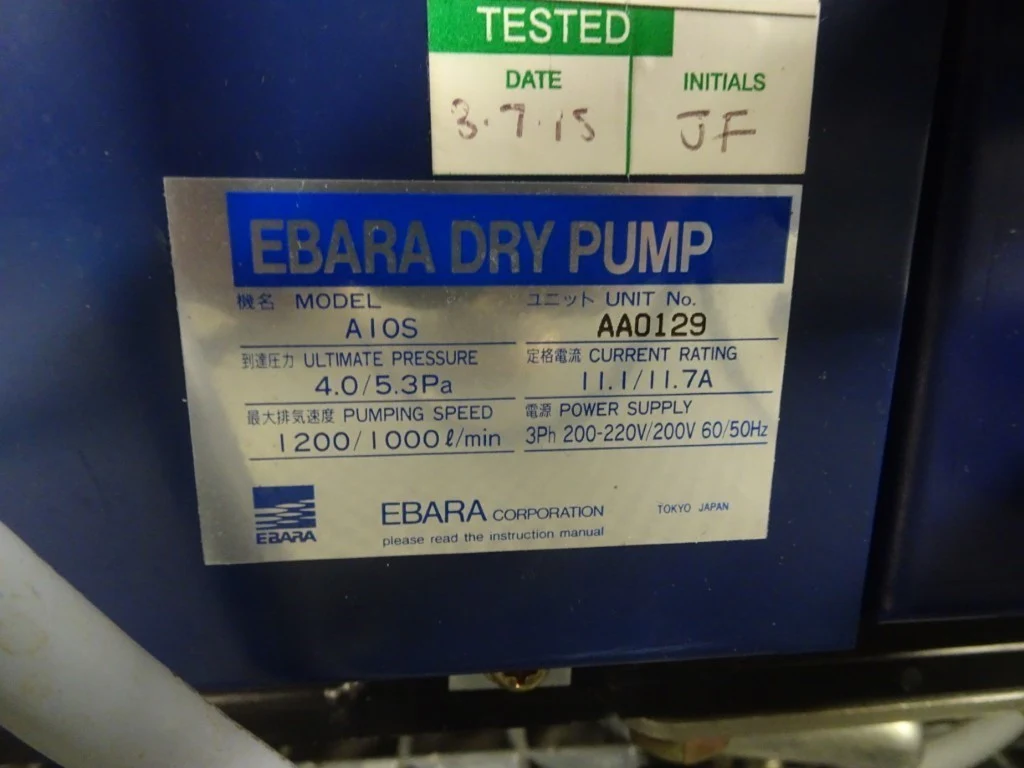 TESTED
DATE INITIALS
3.7.15 JF
EBARA DRY PUMP
機名 MODEL ユニット UNIT No.
A10S AA0129
到達圧力 ULTIMATE PRESSURE 定格電流 CURRENT RATING
4.0/5.3Pa 11.1/11.7A
最大排気速度 PUMPING SPEED 電源 POWER SUPPLY
1200/1000ℓ/min 3Ph 200-220V/200V 60/50Hz
EBARA CORPORATION TOKYO JAPAN
EBARA please read the instruction manual